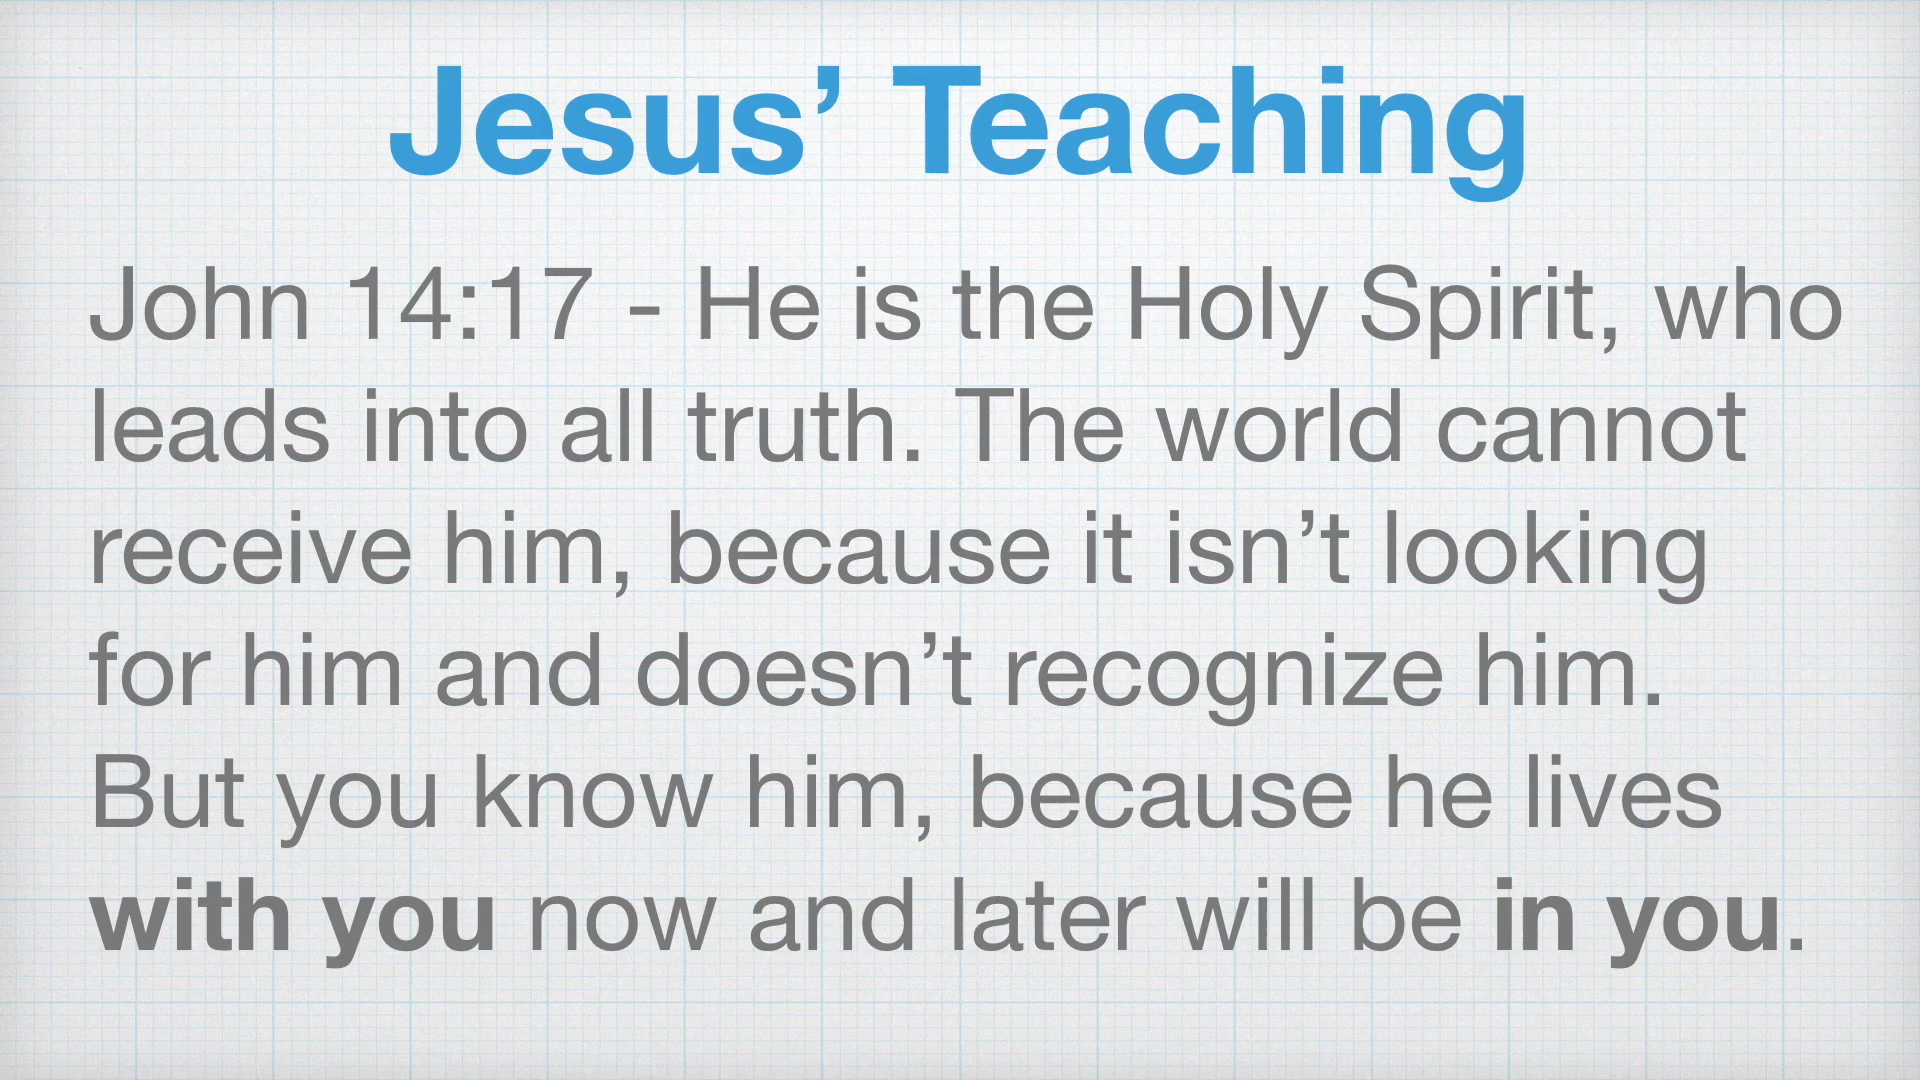 Jesus’ Teaching
John 14:17 - He is the Holy Spirit, who
leads into all truth. The world cannot
receive him, because it isn’t looking
for him and doesn’t recognize him.
But you know him, because he lives
with you now and later will be in you.